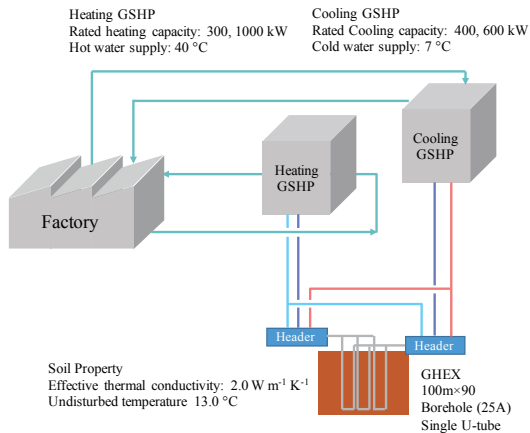 Heating GSHP
Rated heating capacity: 300, 1000 kW
Hot water supply: 40 °C
Cooling GSHP
Rated Cooling capacity: 400, 600 kW
Cold water supply: 7 °C
Cooling
GSHP
Heating
GSHP
Factory
Header
Header
Soil Property
Effective thermal conductivity: 2.0 W m⁻¹ K⁻¹
Undisturbed temperature 13.0 °C
GHEX
100m×90
Borehole (25A)
Single U-tube